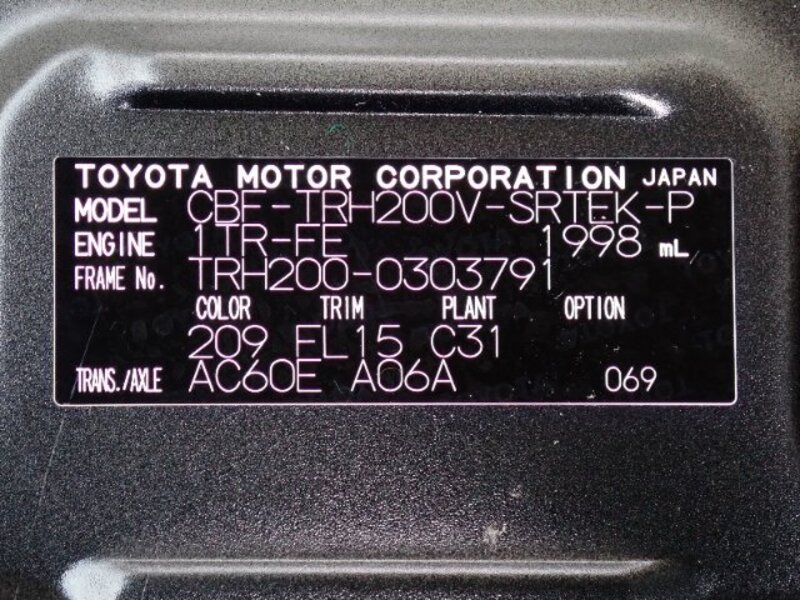 TOYOTA MOTOR CORPORATION JAPAN
MODEL CBF-TRH200V-SRTEK-P
ENGINE 1TR-FE 1998 mL
FRAME No. TRH200-0303791
COLOR TRIM PLANT OPTION
209 FL15 C31
TRANS./AXLE AC60E A06A 069